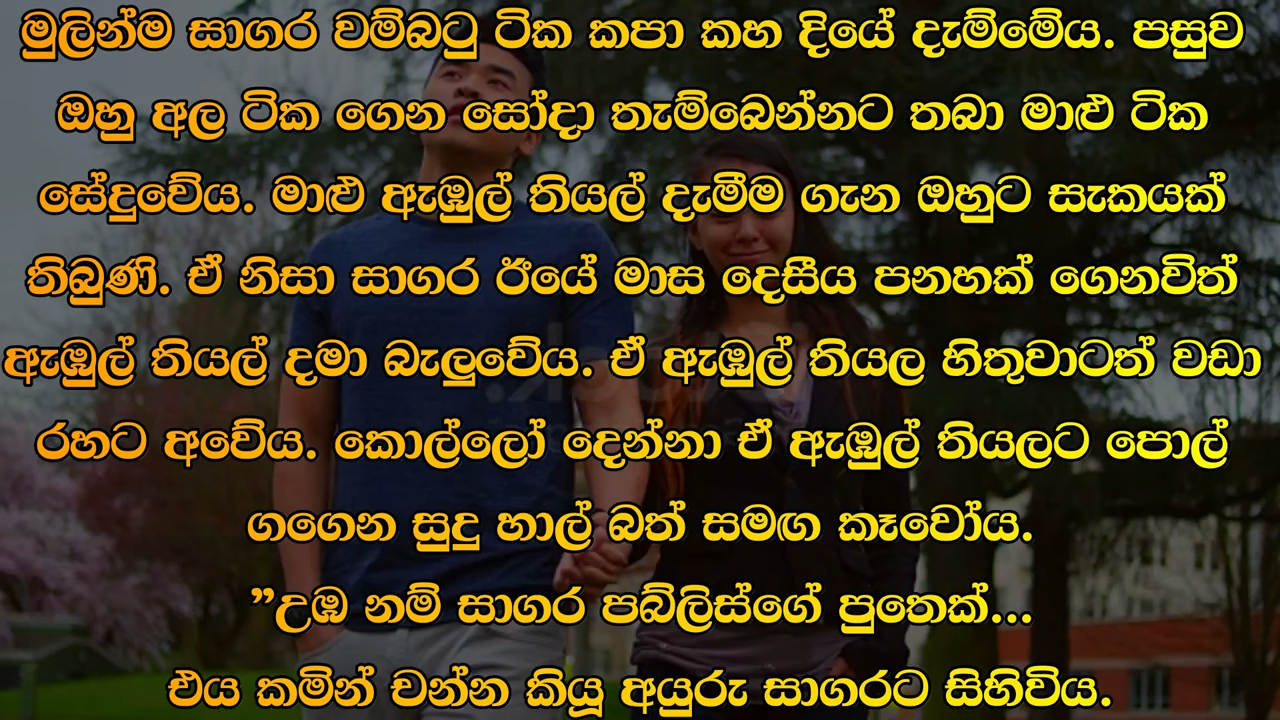 මුලින්ම සාගර වම්බටු ටික කපා කහ දියේ දැම්මේය. පසුව
ඔහු අල ටික ගෙන සෝදා තැම්බෙන්නට තබා මාළු ටික
සේදුවේය. මාළු ඇඹුල් තියල් දැමීම ගැන ඔහුට සැකයක්
තිබුණි. ඒ නිසා සාගර ඊයේ මාස දෙසීය පනහක් ගෙනවිත්
ඇඹුල් තියල් දමා බැලුවේය. ඒ ඇඹුල් තියල හිතුවාටත් වඩා
රහට අවේය. කොල්ලෝ දෙන්නා ඒ ඇඹුල් තියලට පොල්
ගගෙන සුදු හාල් බත් සමඟ කෑවෝය.
”උඹ නම් සාගර පබ්ලිස්ගේ පුතෙක්...
එය කමින් චන්න කියූ අයුරු සාගරට සිහිවිය.